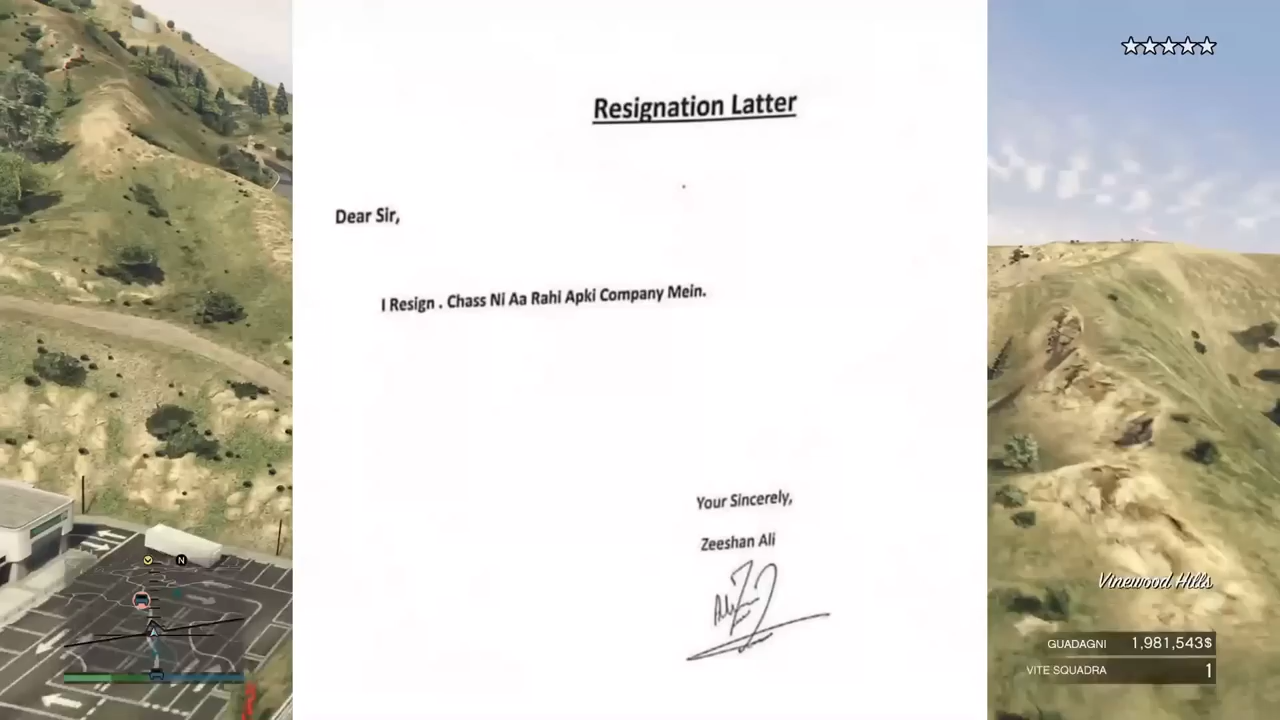 Resignation Latter
Dear Sir,
I Resign . Chass Ni Aa Rahi Apki Company Mein.
Your Sincerely,
Zeeshan Ali
N
Vinewood Hills
GUADAGNI 1,981,543$
VITE SQUADRA 1